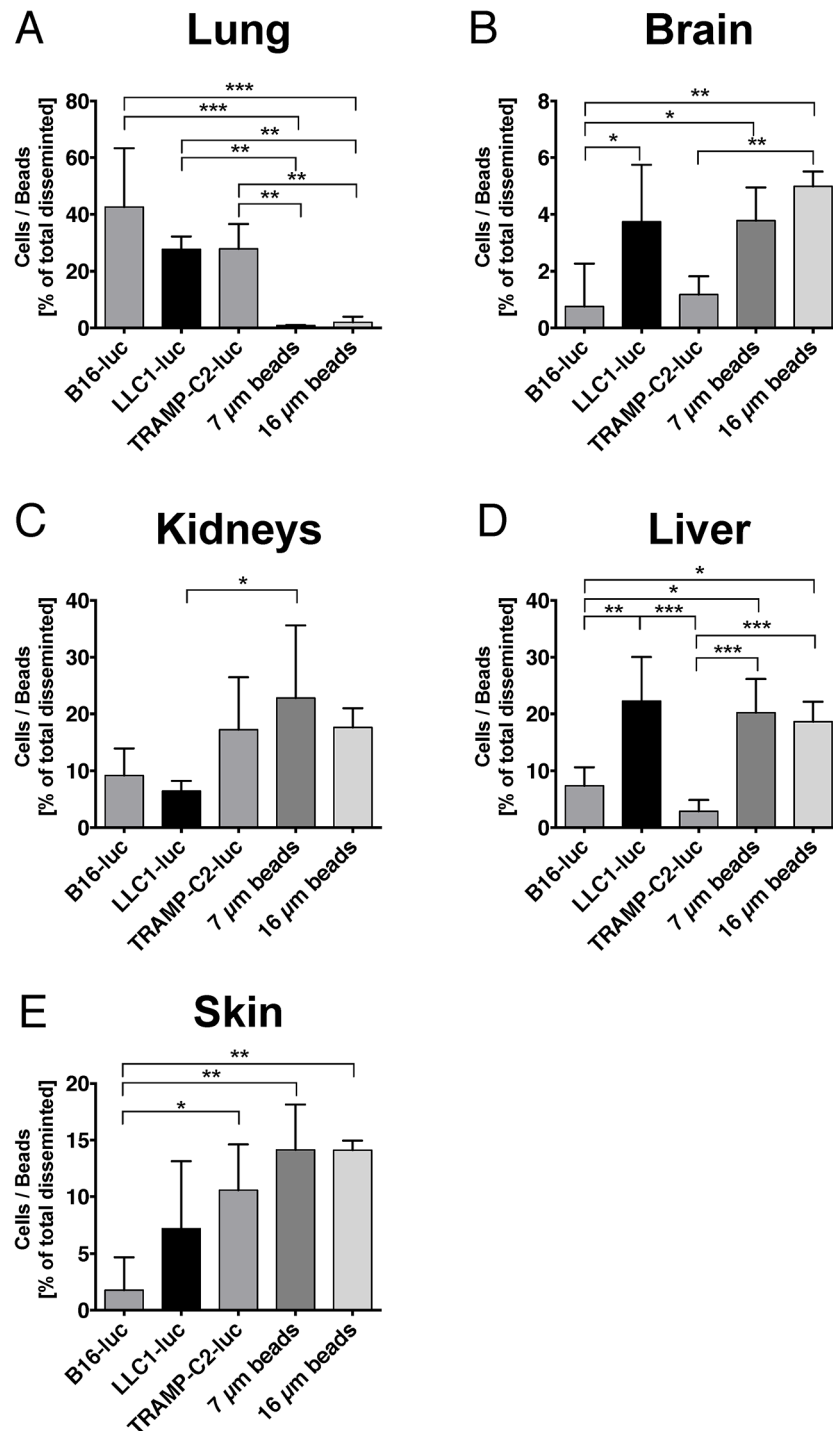 A Lung
Cells / Beads
[% of total disseminted]
80
60
40
20
0
***
***
**
**
**
**
B16-luc
LLC1-luc
TRAMP-C2-luc
7 µm beads
16 µm beads
B Brain
Cells / Beads
[% of total disseminted]
8
6
4
2
0
**
*
*
**
B16-luc
LLC1-luc
TRAMP-C2-luc
7 µm beads
16 µm beads
C Kidneys
Cells / Beads
[% of total disseminted]
40
30
20
10
0
*
B16-luc
LLC1-luc
TRAMP-C2-luc
7 µm beads
16 µm beads
D Liver
Cells / Beads
[% of total disseminted]
40
30
20
10
0
*
*
** ***
***
***
B16-luc
LLC1-luc
TRAMP-C2-luc
7 µm beads
16 µm beads
E Skin
Cells / Beads
[% of total disseminted]
20
15
10
5
0
**
**
*
B16-luc
LLC1-luc
TRAMP-C2-luc
7 µm beads
16 µm beads